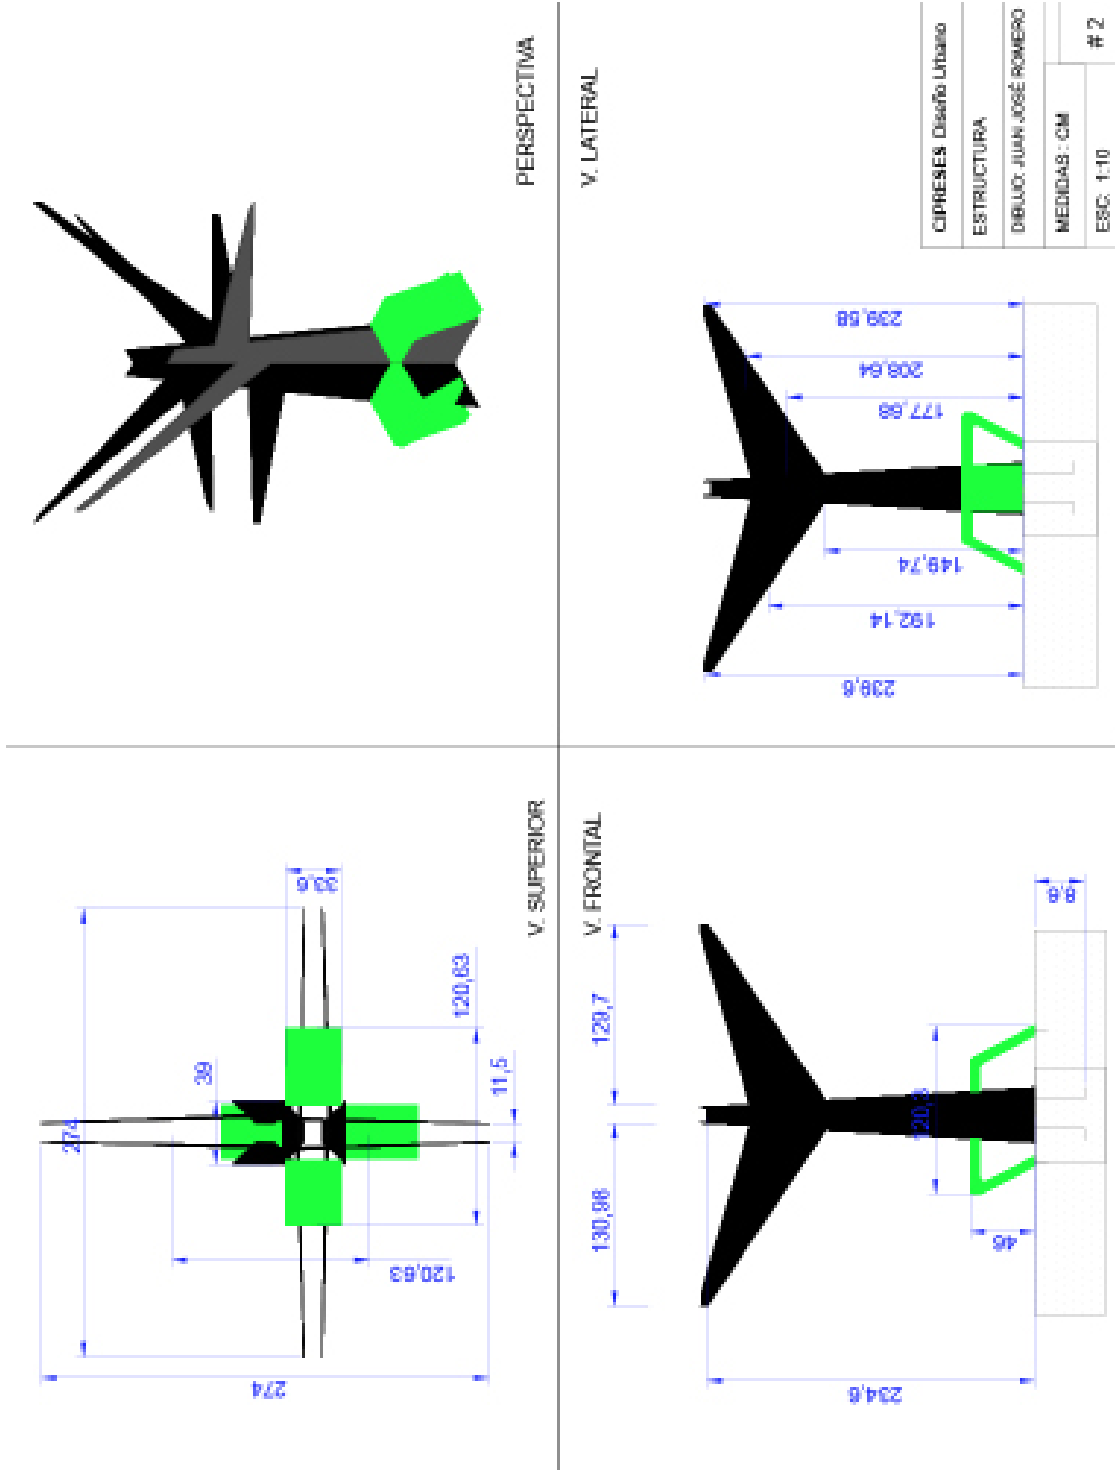 PERSPECTIVA
V. LATERAL
239,58
208,64
177,68
149,74
192,14
239,6
CIPRESES Diseño Urbano
ESTRUCTURA
DIBUJO: JUAN JOSÉ ROMERO
MEDIDAS: CM
ESC: 1:10
# 2
V. SUPERIOR
33,6
120,63
39
11,5
274
120,63
274
V. FRONTAL
129,7
130,98
120,3
46
8,6
234,6